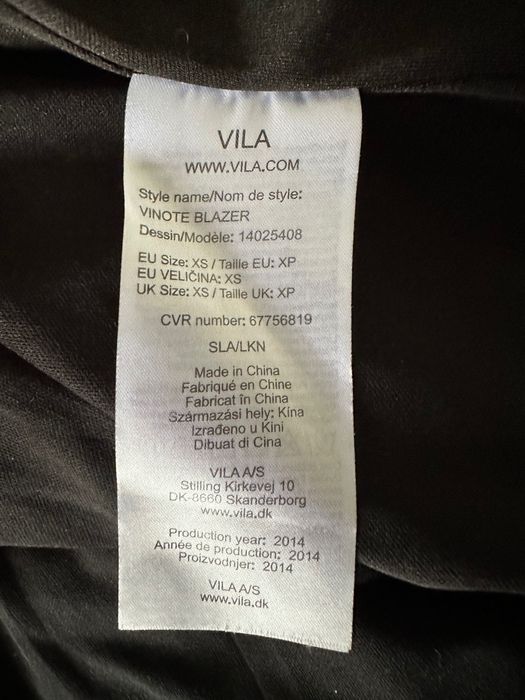 VILA
WWW.VILA.COM
Style name/Nom de style:
VINOTE BLAZER
Dessin/Modèle: 14025408
EU Size: XS / Taille EU: XP
EU VELIČINA: XS
UK Size: XS / Taille UK: XP
CVR number: 67756819
SLA/LKN
Made in China
Fabriqué en Chine
Fabricat în China
Származási hely: Kina
Izrađeno u Kini
Dibuat di Cina
VILA A/S
Stilling Kirkevej 10
DK-8660 Skanderborg
www.vila.dk
Production year: 2014
Année de production: 2014
Proizvodnjer: 2014
VILA A/S
www.vila.dk